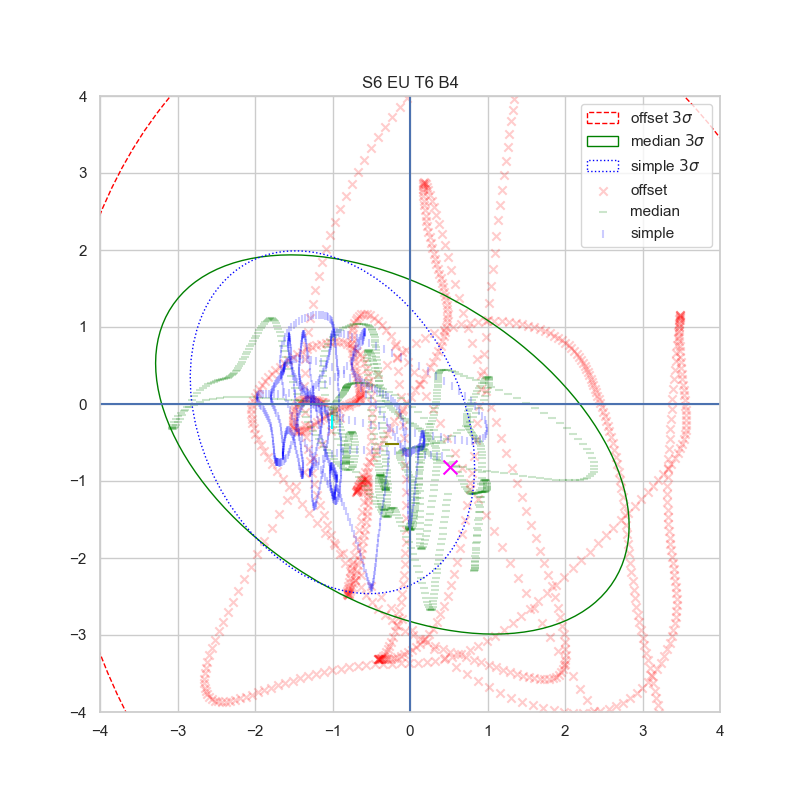 S6 EU T6 B4
offset 3σ
median 3σ
simple 3σ
offset
median
simple
4
3
2
1
0
−1
−2
−3
−4
−4 −3 −2 −1 0 1 2 3 4